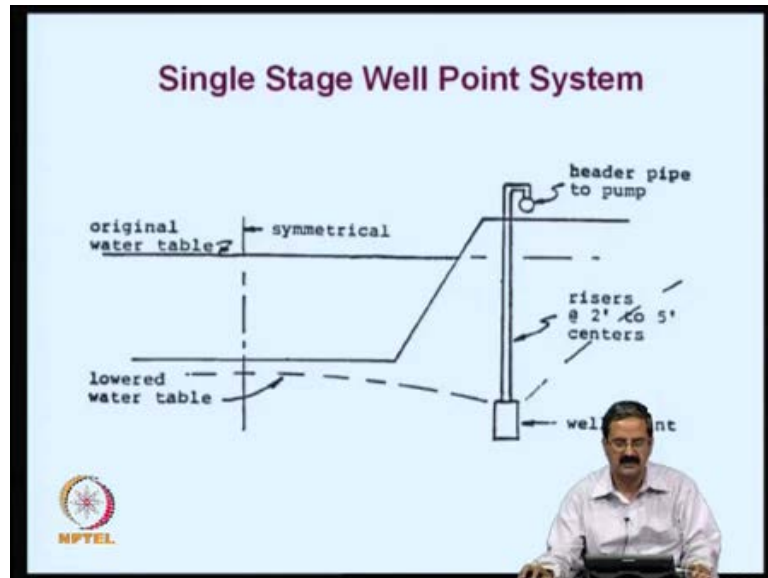 Single Stage Well Point System
header pipe
to pump
original
water table
symmetrical
risers
@ 2' to 5'
centers
lowered
water table
NPTEL